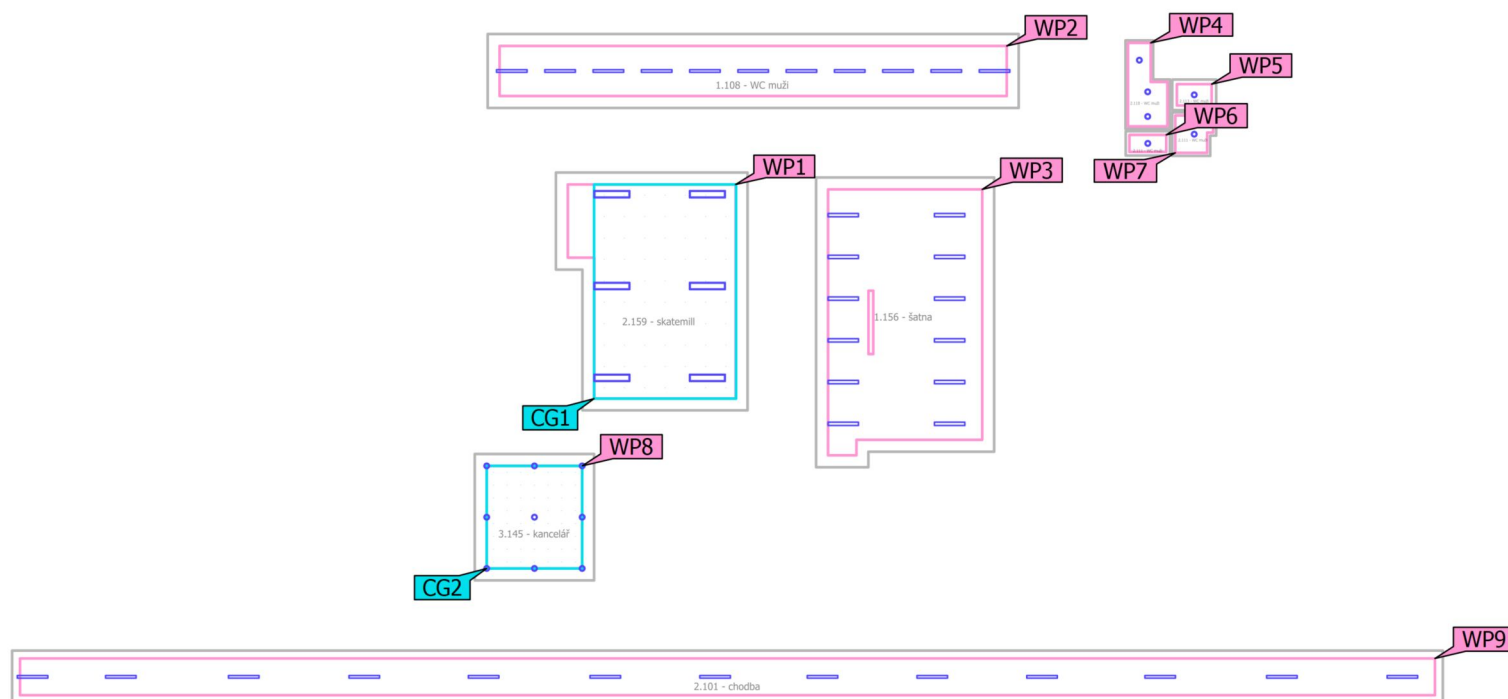 WP2
WP4
1.108 - WC muži
WP5
WP6
WP7
WP1
WP3
2.159 - skatemill
1.156 - šatna
CG1
WP8
3.145 - kancelář
CG2
WP9
2.101 - chodba